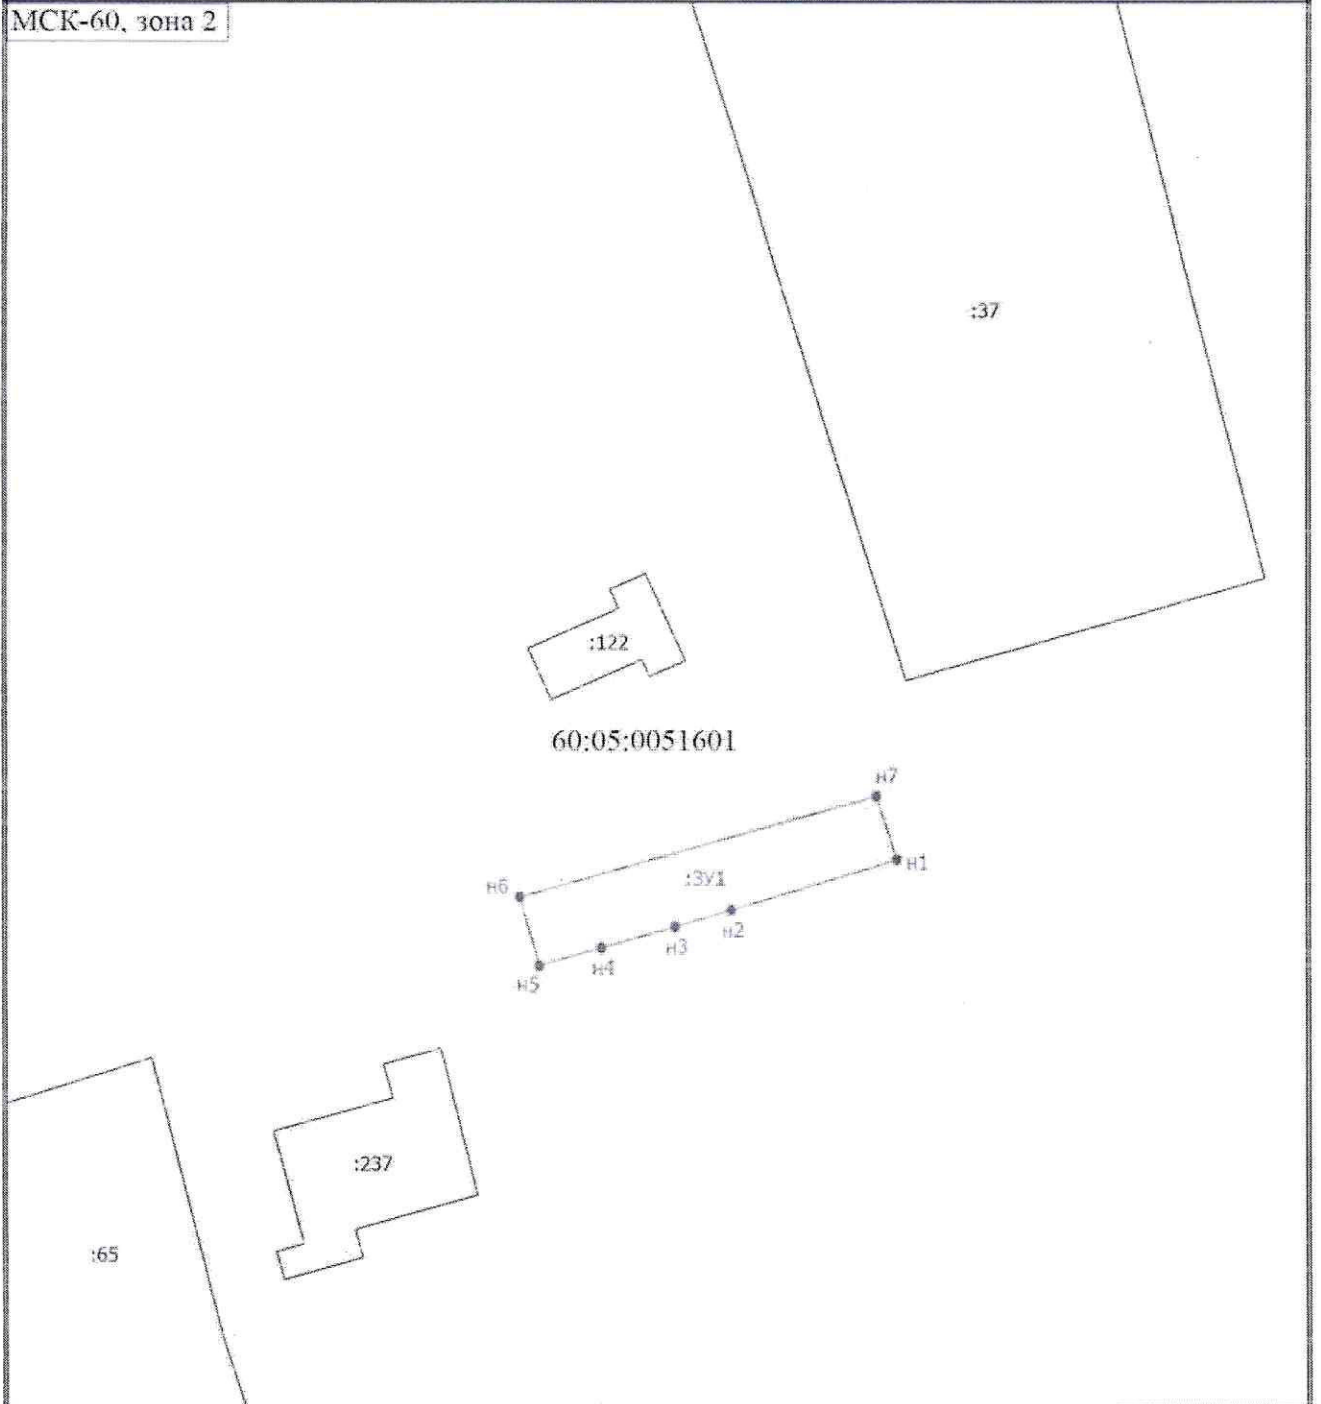 МСК-60, зона 2
:37
:122
60:05:0051601
н7
н1
:ЗУ1
н6
н2
н3
н4
н5
:237
:65